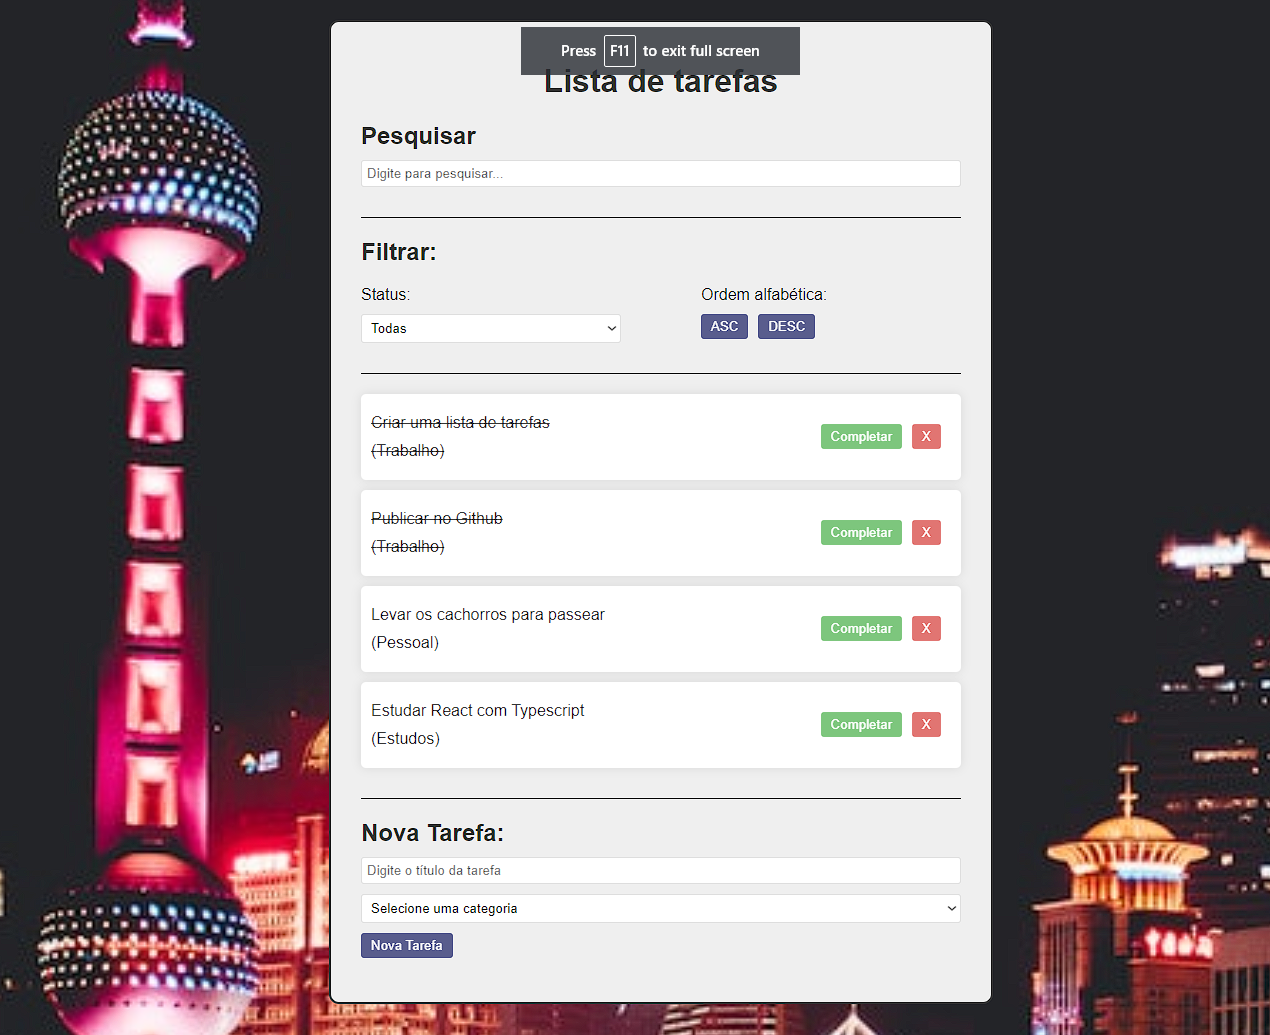 Press F11 to exit full screen
Lista de tarefas
Pesquisar
Digite para pesquisar...
Filtrar:
Status:
Todas
Ordem alfabética:
ASC DESC
Criar uma lista de tarefas
(Trabalho)
Completar X
Publicar no Github
(Trabalho)
Completar X
Levar os cachorros para passear
(Pessoal)
Completar X
Estudar React com Typescript
(Estudos)
Completar X
Nova Tarefa:
Digite o título da tarefa
Selecione uma categoria
Nova Tarefa